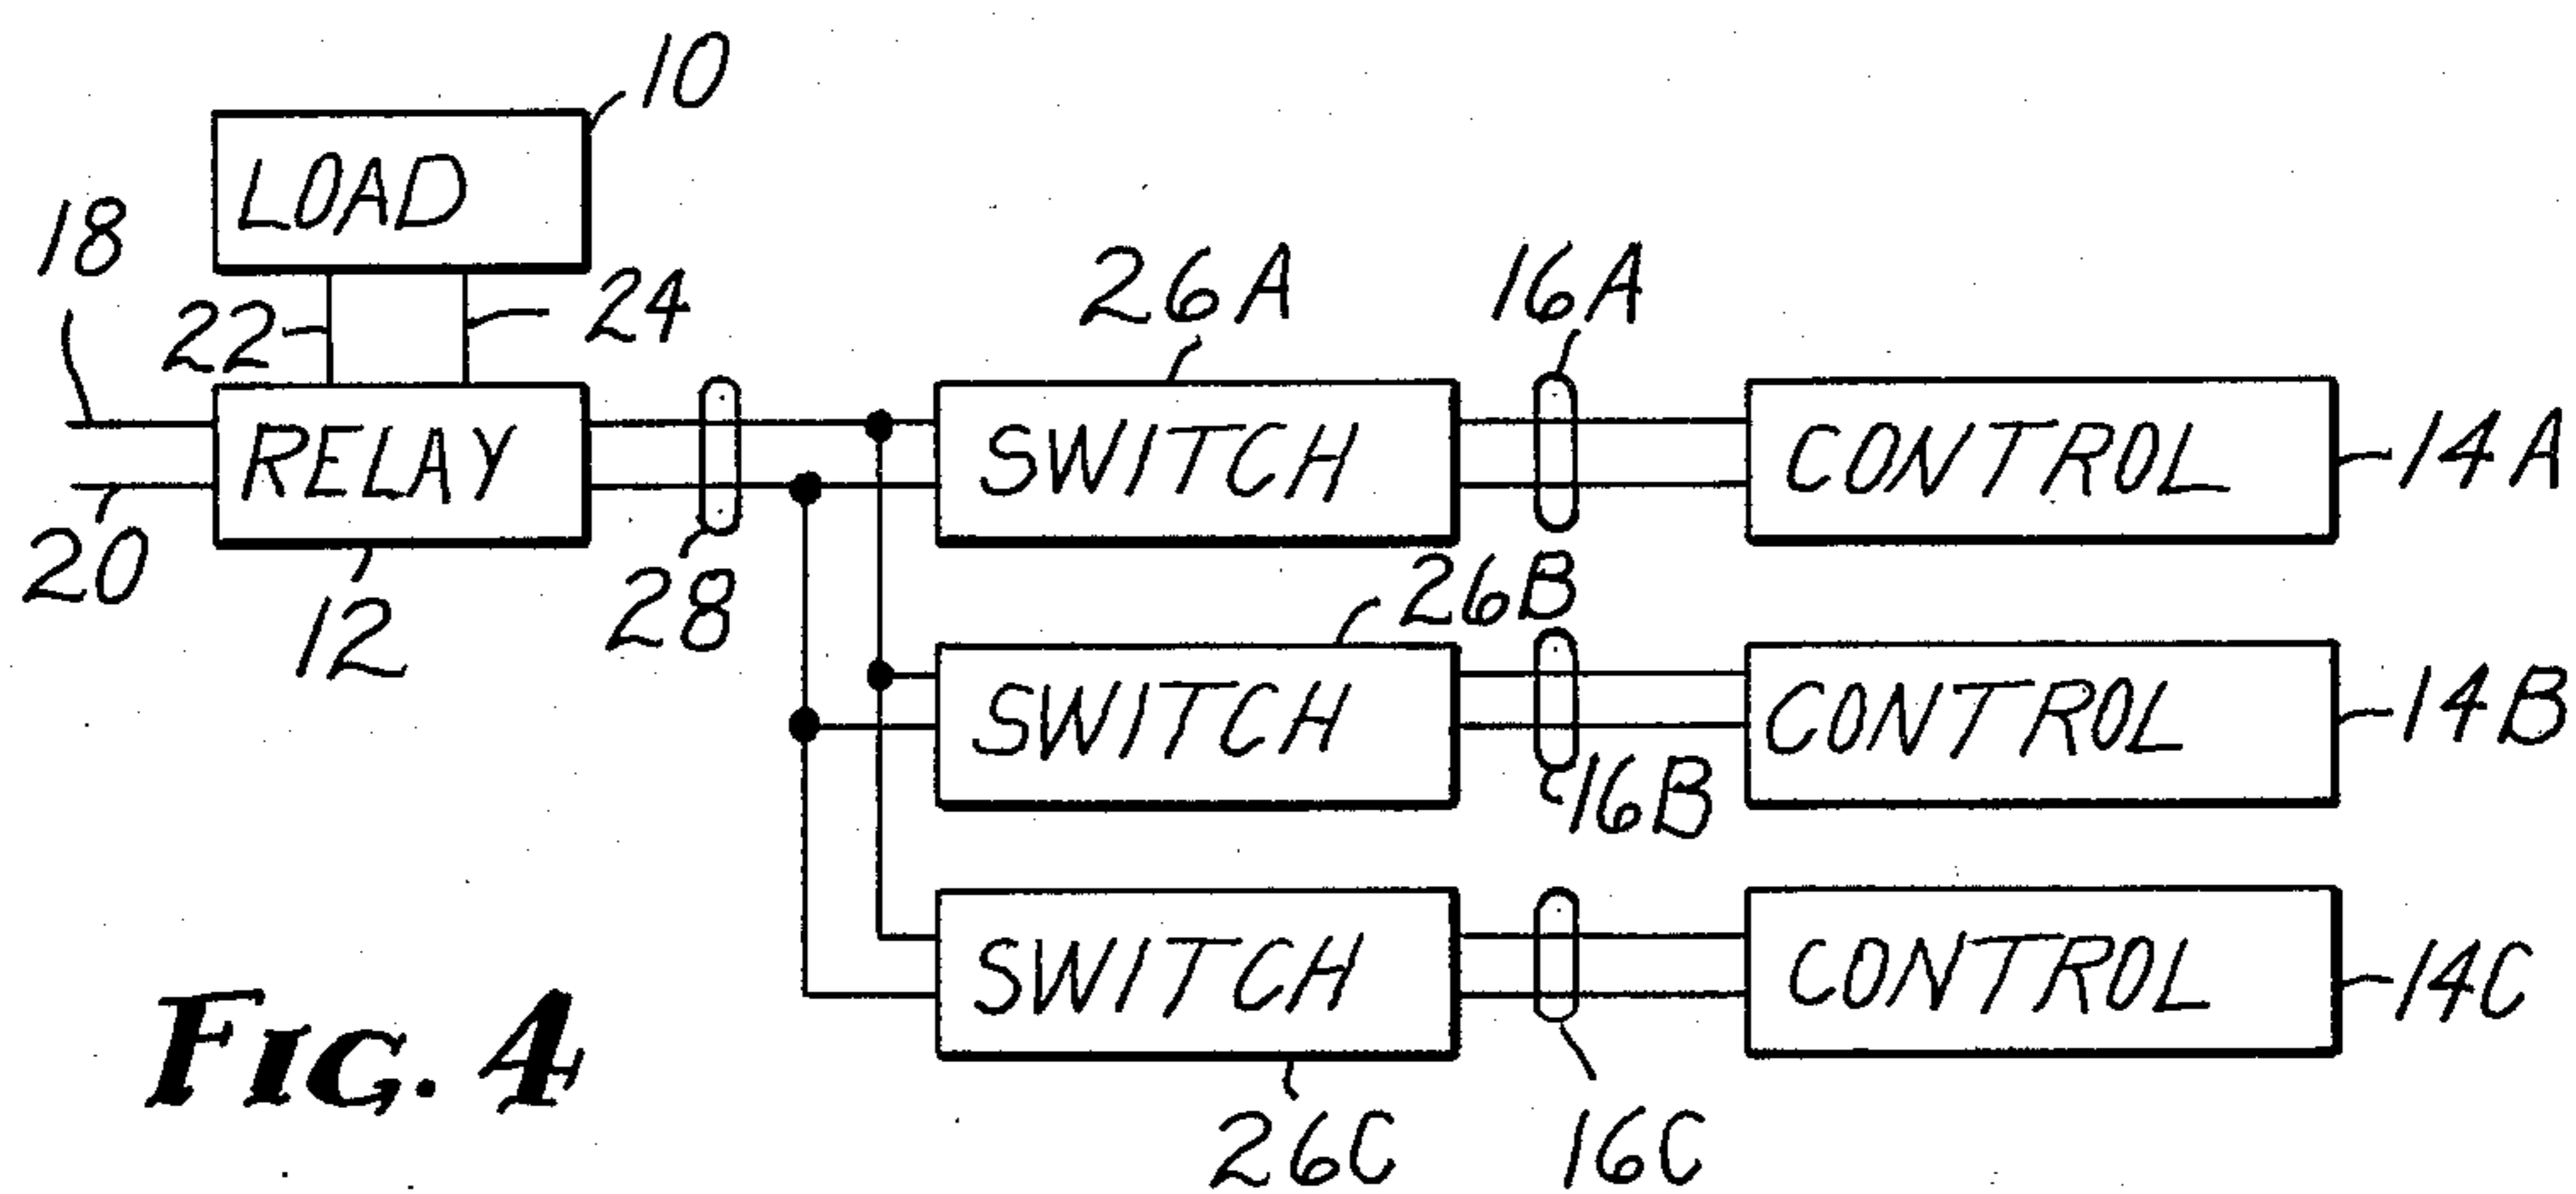 10
LOAD
18
22
24
26A
16A
RELAY
SWITCH
CONTROL
14A
20
12
28
26B
SWITCH
CONTROL
14B
16B
SWITCH
CONTROL
14C
FIG. 4
26C
16C